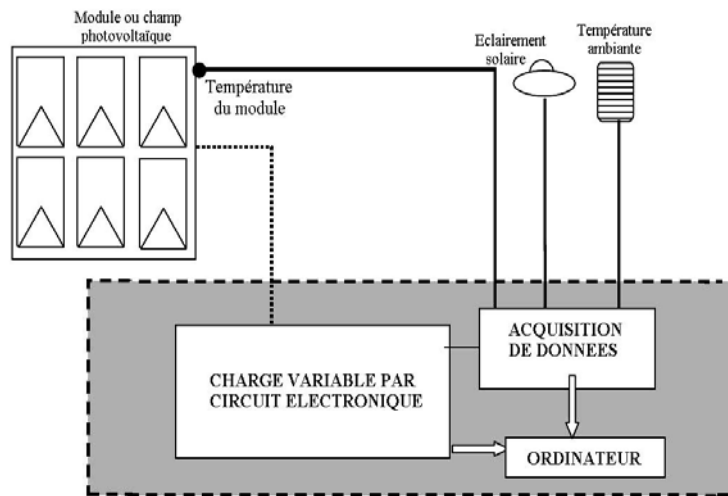 Module ou champ
photovoltaïque
Température
du module
Eclairement
solaire
Température
ambiante
ACQUISITION
DE DONNEES
CHARGE VARIABLE PAR
CIRCUIT ELECTRONIQUE
ORDINATEUR